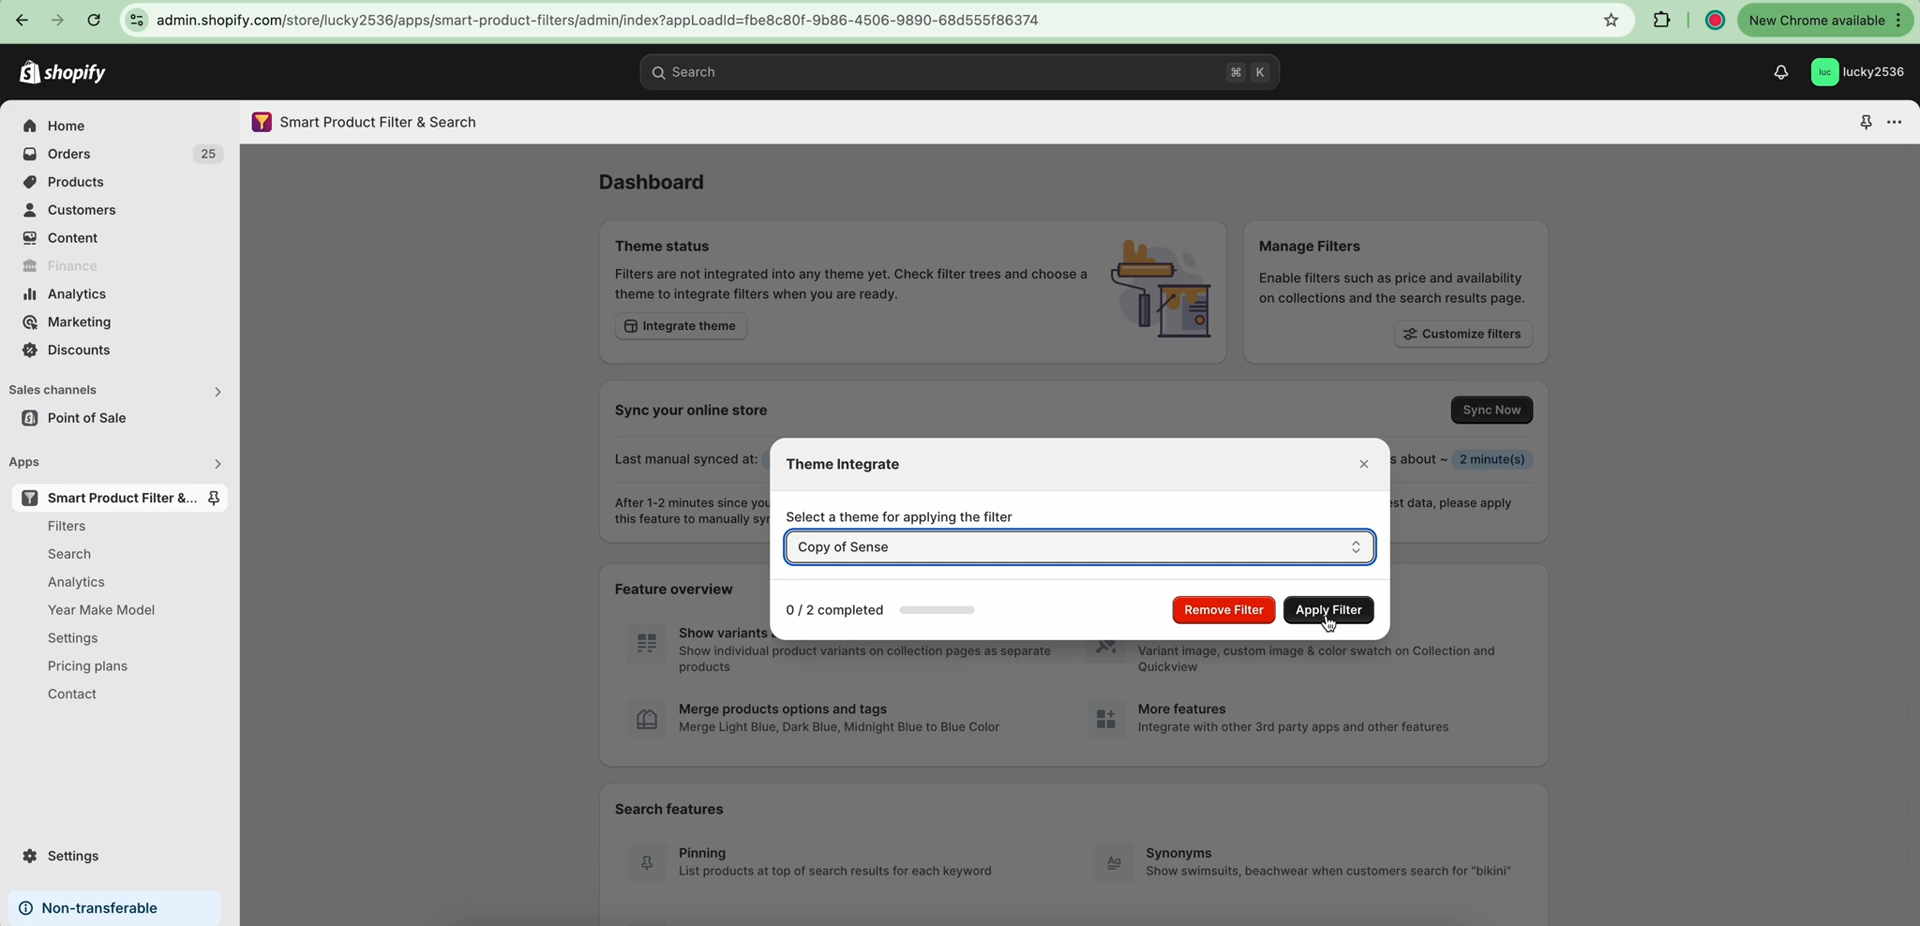 admin.shopify.com/store/lucky2536/apps/smart-product-filters/admin/index?appLoadId=fbe8c80f-9b86-4506-9890-68d555f86374
New Chrome available
shopify
Search
⌘ K
luc
lucky2536
Home
Orders
25
Products
Customers
Content
Finance
Analytics
Marketing
Discounts
Sales channels
Point of Sale
Apps
Smart Product Filter &...
Filters
Search
Analytics
Year Make Model
Settings
Pricing plans
Contact
Settings
Non-transferable
Smart Product Filter & Search
Dashboard
Theme status
Filters are not integrated into any theme yet. Check filter trees and choose a
theme to integrate filters when you are ready.
Integrate theme
Manage Filters
Enable filters such as price and availability
on collections and the search results page.
Customize filters
Sync your online store
Sync Now
Last manual synced at:
s about ~ 2 minute(s)
After 1-2 minutes since you
st data, please apply
this feature to manually sy
Theme Integrate
Select a theme for applying the filter
Copy of Sense
0 / 2 completed
Remove Filter
Apply Filter
Feature overview
Show variants
Show individual product variants on collection pages as separate
products
Variant image, custom image & color swatch on Collection and
Quickview
Merge products options and tags
Merge Light Blue, Dark Blue, Midnight Blue to Blue Color
More features
Integrate with other 3rd party apps and other features
Search features
Pinning
List products at top of search results for each keyword
Synonyms
Show swimsuits, beachwear when customers search for "bikini"